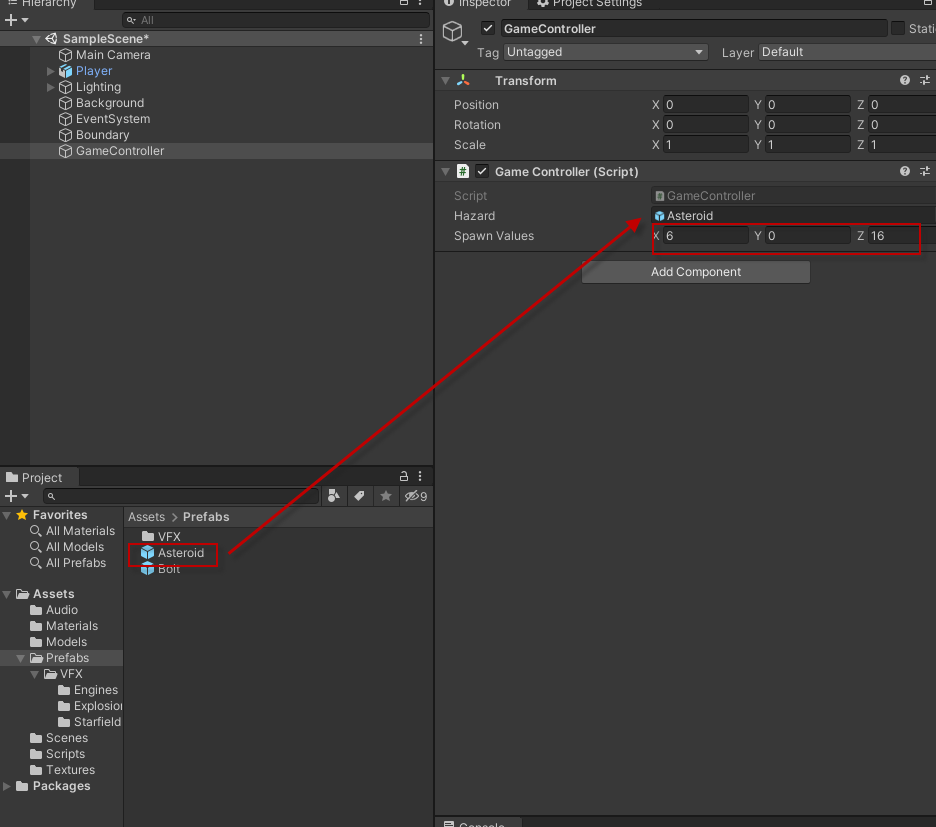 Hierarchy
All
SampleScene*
Main Camera
Player
Lighting
Background
EventSystem
Boundary
GameController
Project
9
Favorites
All Materials
All Models
All Prefabs
Assets
Audio
Materials
Models
Prefabs
VFX
Engines
Explosion
Starfield
Scenes
Scripts
Textures
Packages
Assets > Prefabs
VFX
Asteroid
Bolt
Inspector Project Settings
GameController Stati
Tag Untagged Layer Default
Transform
Position X 0 Y 0 Z 0
Rotation X 0 Y 0 Z 0
Scale X 1 Y 1 Z 1
# Game Controller (Script)
Script GameController
Hazard Asteroid
Spawn Values X 6 Y 0 Z 16
Add Component
Console